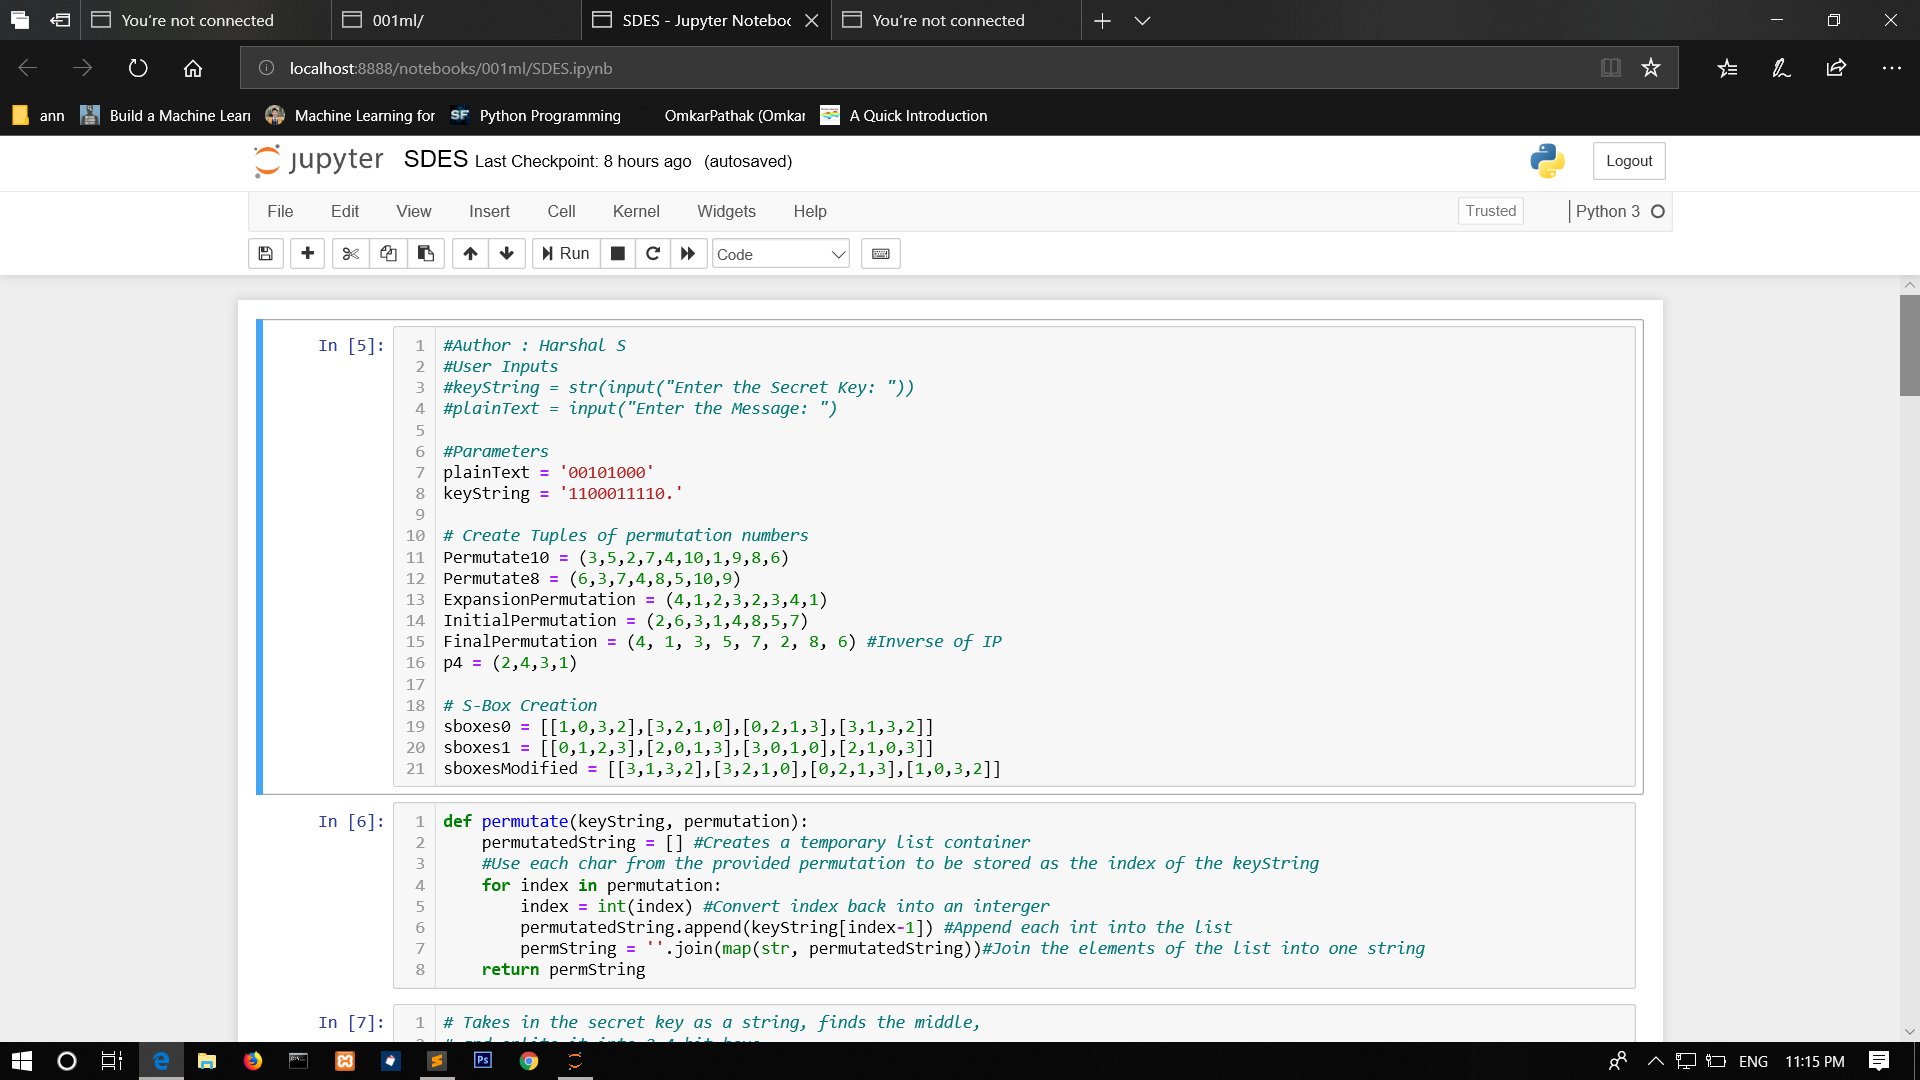 You're not connected
001ml/
SDES - Jupyter Noteboo
You're not connected
localhost:8888/notebooks/001ml/SDES.ipynb
ann
Build a Machine Learn
Machine Learning for
SF
Python Programming
OmkarPathak (Omkar
A Quick Introduction
jupyter
SDES Last Checkpoint: 8 hours ago (autosaved)
Logout
File Edit View Insert Cell Kernel Widgets Help
Trusted
Python 3
Run
Code
In [5]:
1 #Author : Harshal S
2 #User Inputs
3 #keyString = str(input("Enter the Secret Key: "))
4 #plainText = input("Enter the Message: ")
5
6 #Parameters
7 plainText = '00101000'
8 keyString = '1100011110.'
9
10 # Create Tuples of permutation numbers
11 Permutate10 = (3,5,2,7,4,10,1,9,8,6)
12 Permutate8 = (6,3,7,4,8,5,10,9)
13 ExpansionPermutation = (4,1,2,3,2,3,4,1)
14 InitialPermutation = (2,6,3,1,4,8,5,7)
15 FinalPermutation = (4, 1, 3, 5, 7, 2, 8, 6) #Inverse of IP
16 p4 = (2,4,3,1)
17
18 # S-Box Creation
19 sboxes0 = [[1,0,3,2],[3,2,1,0],[0,2,1,3],[3,1,3,2]]
20 sboxes1 = [[0,1,2,3],[2,0,1,3],[3,0,1,0],[2,1,0,3]]
21 sboxesModified = [[3,1,3,2],[3,2,1,0],[0,2,1,3],[1,0,3,2]]
In [6]:
1 def permutate(keyString, permutation):
2 permutatedString = [] #Creates a temporary list container
3 #Use each char from the provided permutation to be stored as the index of the keyString
4 for index in permutation:
5 index = int(index) #Convert index back into an interger
6 permutatedString.append(keyString[index-1]) #Append each int into the list
7 permString = ''.join(map(str, permutatedString))#Join the elements of the list into one string
8 return permString
In [7]:
1 # Takes in the secret key as a string, finds the middle,
Ps
ENG
11:15 PM